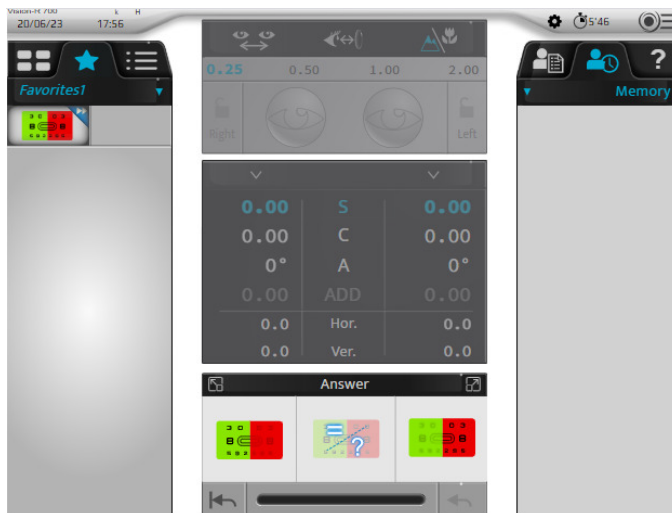 Vision-R 700
20/06/23 17:56
5'46
Favorites1
Memory
?
0.25 0.50 1.00 2.00
Right Left
0.00 S 0.00
0.00 C 0.00
0° A 0°
0.00 ADD 0.00
0.0 Hor. 0.0
0.0 Ver. 0.0
Answer
?